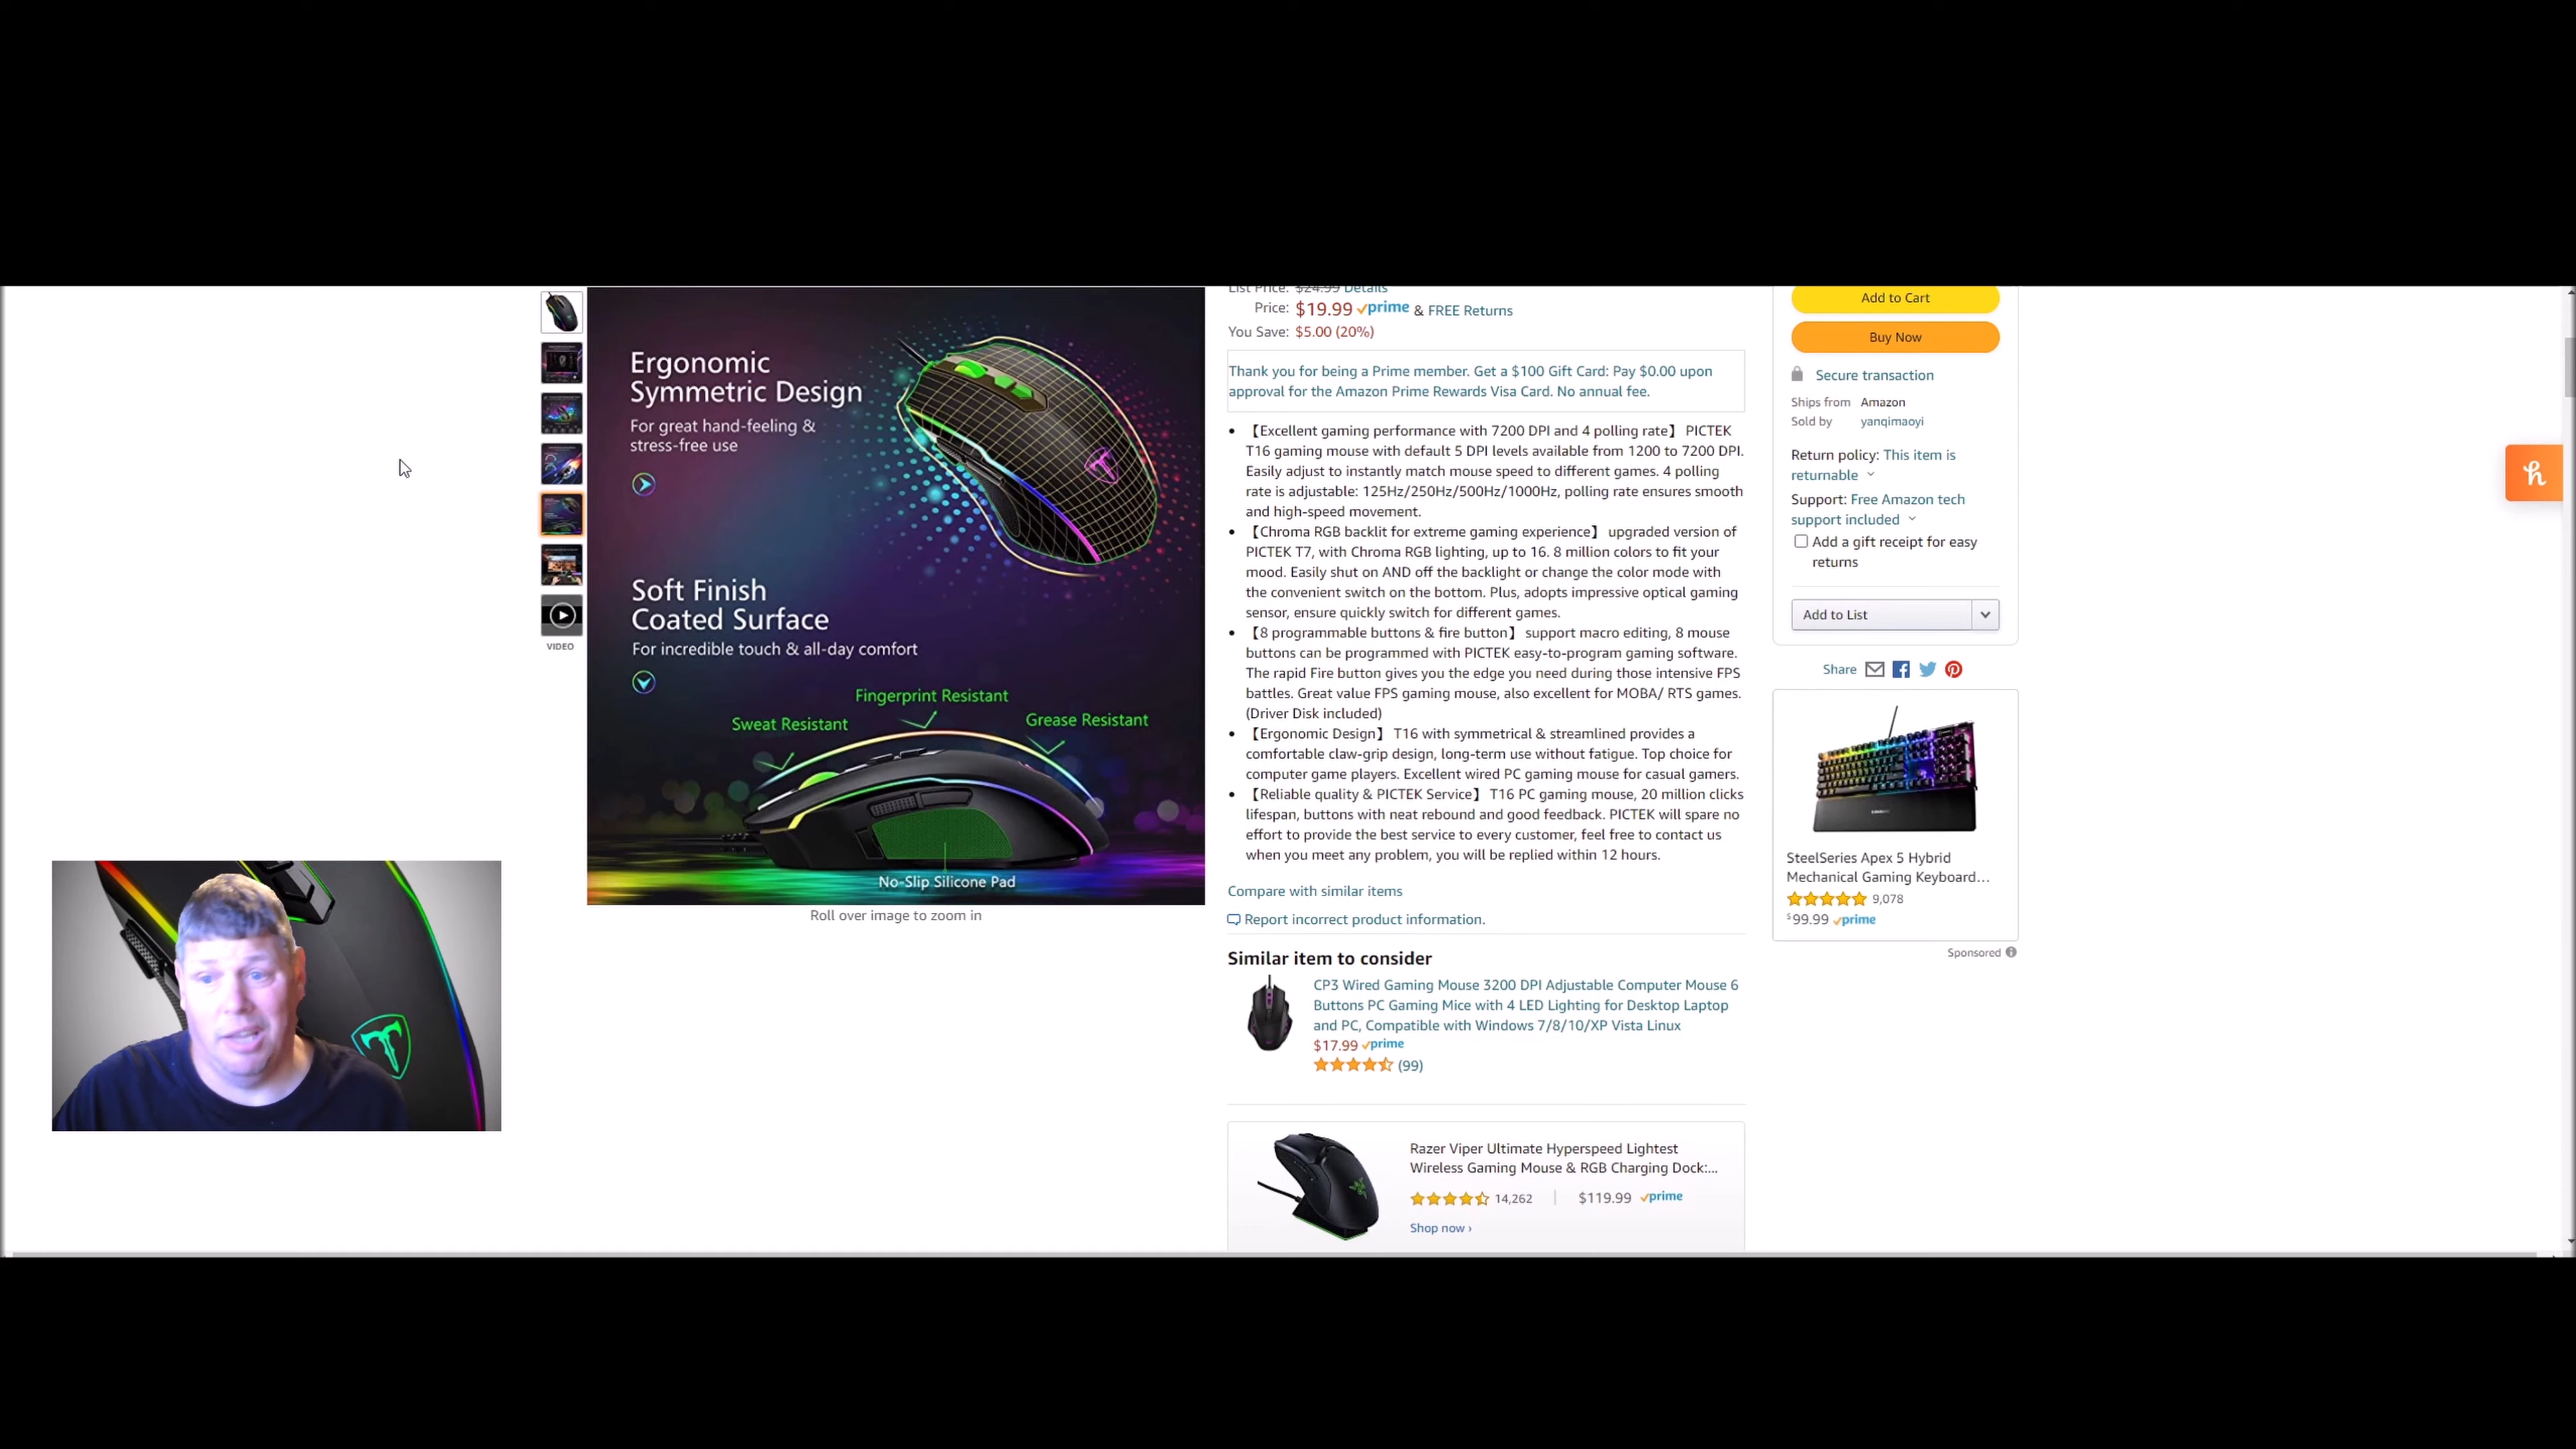 List Price: $24.99 Details
Price: $19.99 prime & FREE Returns
You Save: $5.00 (20%)
Thank you for being a Prime member. Get a $100 Gift Card: Pay $0.00 upon
approval for the Amazon Prime Rewards Visa Card. No annual fee.
【Excellent gaming performance with 7200 DPI and 4 polling rate】 PICTEK
T16 gaming mouse with default 5 DPI levels available from 1200 to 7200 DPI.
Easily adjust to instantly match mouse speed to different games. 4 polling
rate is adjustable: 125Hz/250Hz/500Hz/1000Hz, polling rate ensures smooth
and high-speed movement.
【Chroma RGB backlit for extreme gaming experience】 upgraded version of
PICTEK T7, with Chroma RGB lighting, up to 16. 8 million colors to fit your
mood. Easily shut on AND off the backlight or change the color mode with
the convenient switch on the bottom. Plus, adopts impressive optical gaming
sensor, ensure quickly switch for different games.
【8 programmable buttons & fire button】 support macro editing, 8 mouse
buttons can be programmed with PICTEK easy-to-program gaming software.
The rapid Fire button gives you the edge you need during those intensive FPS
battles. Great value FPS gaming mouse, also excellent for MOBA/ RTS games.
(Driver Disk included)
【Ergonomic Design】 T16 with symmetrical & streamlined provides a
comfortable claw-grip design, long-term use without fatigue. Top choice for
computer game players. Excellent wired PC gaming mouse for casual gamers.
【Reliable quality & PICTEK Service】 T16 PC gaming mouse, 20 million clicks
lifespan, buttons with neat rebound and good feedback. PICTEK will spare no
effort to provide the best service to every customer, feel free to contact us
when you meet any problem, you will be replied within 12 hours.
Compare with similar items
Report incorrect product information.
Similar item to consider
CP3 Wired Gaming Mouse 3200 DPI Adjustable Computer Mouse 6
Buttons PC Gaming Mice with 4 LED Lighting for Desktop Laptop
and PC, Compatible with Windows 7/8/10/XP Vista Linux
$17.99 prime
(99)
Razer Viper Ultimate Hyperspeed Lightest
Wireless Gaming Mouse & RGB Charging Dock:...
14,262 $119.99 prime
Shop now ›
Ergonomic
Symmetric Design
For great hand-feeling &
stress-free use
Soft Finish
Coated Surface
For incredible touch & all-day comfort
Fingerprint Resistant
Sweat Resistant
Grease Resistant
No-Slip Silicone Pad
Roll over image to zoom in
VIDEO
Add to Cart
Buy Now
Secure transaction
Ships from Amazon
Sold by yanqimaoyi
Return policy: This item is
returnable
Support: Free Amazon tech
support included
Add a gift receipt for easy
returns
Add to List
Share
SteelSeries Apex 5 Hybrid
Mechanical Gaming Keyboard...
9,078
$99.99 prime
Sponsored
h